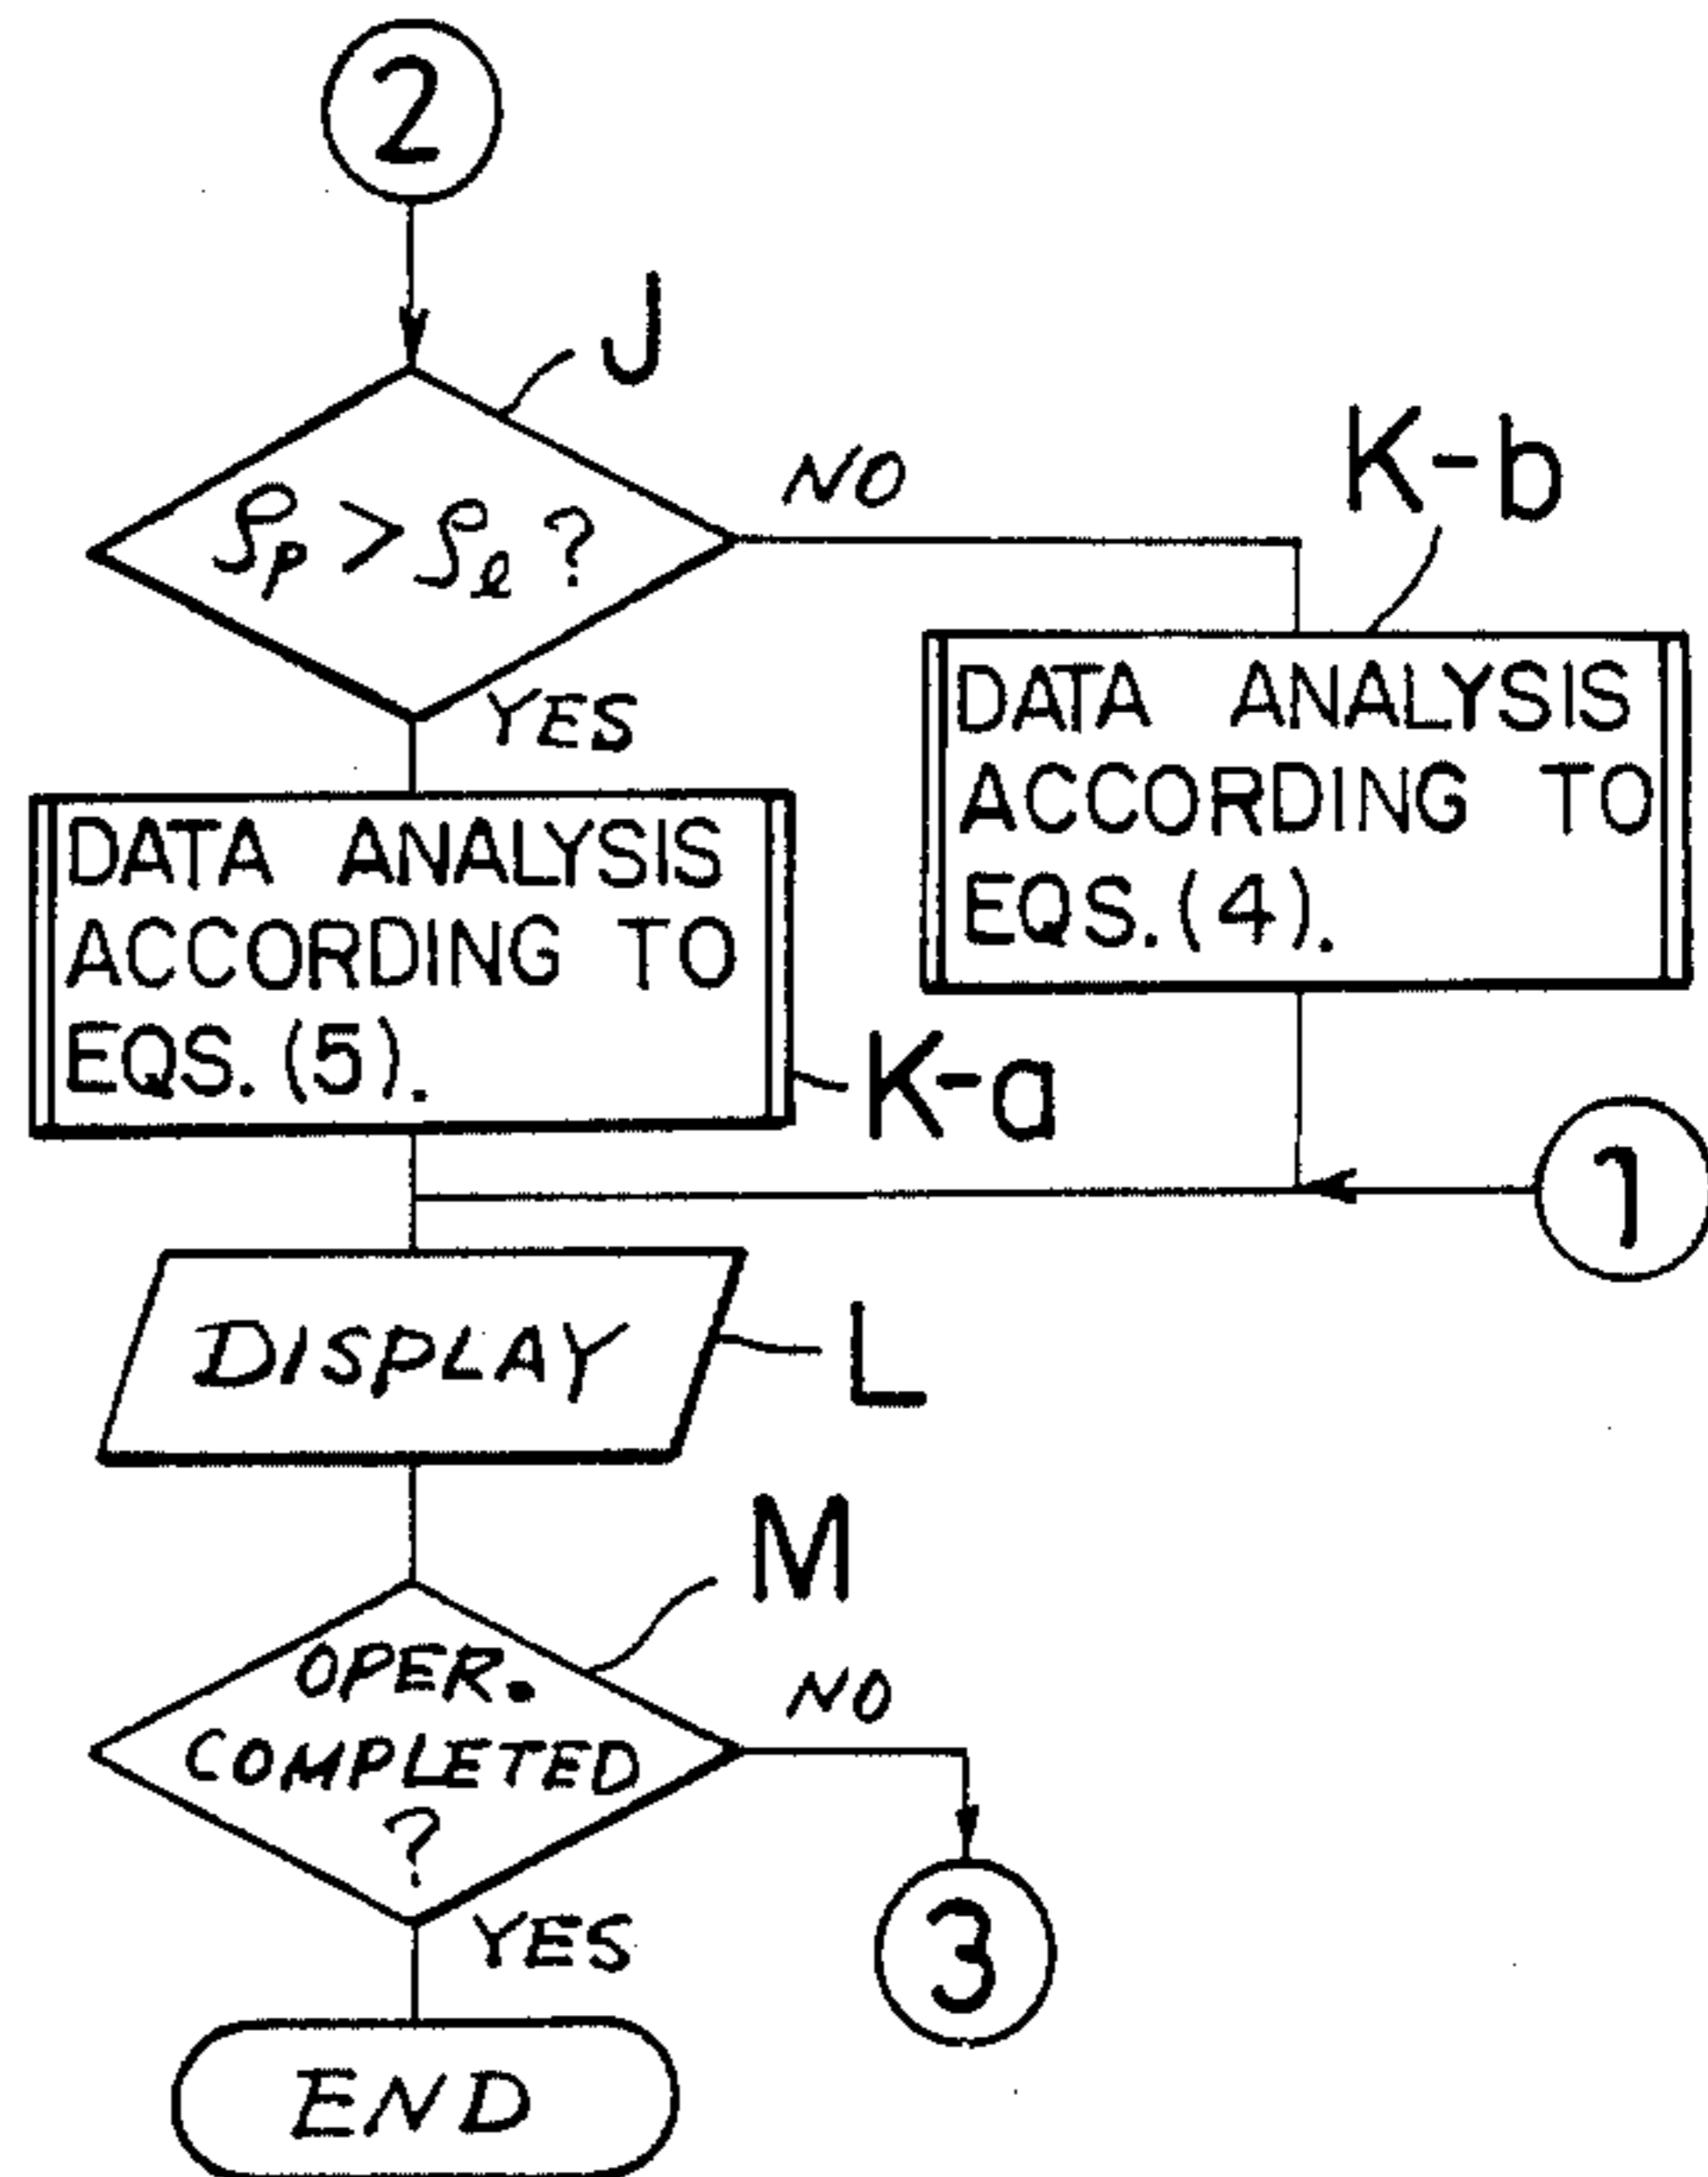 2
J
ρp > ρℓ ?
NO
K-b
YES
DATA ANALYSIS
ACCORDING TO
EQS. (4).
DATA ANALYSIS
ACCORDING TO
EQS. (5).
K-a
1
DISPLAY
L
M
OPER.
COMPLETED
?
NO
YES
3
END